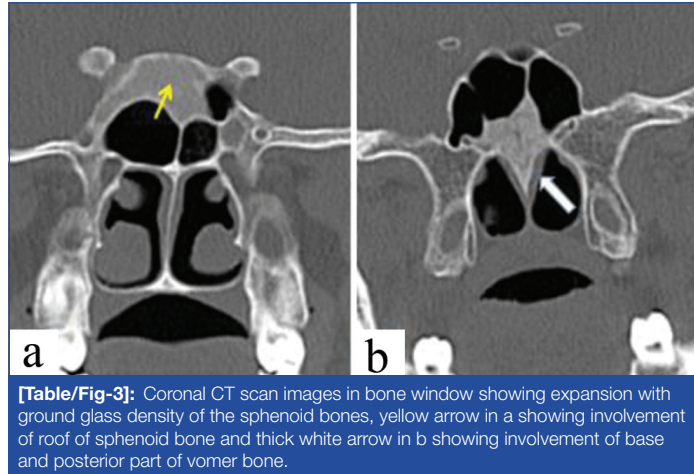 a
b
[Table/Fig-3]: Coronal CT scan images in bone window showing expansion with
ground glass density of the sphenoid bones, yellow arrow in a showing involvement
of roof of sphenoid bone and thick white arrow in b showing involvement of base
and posterior part of vomer bone.